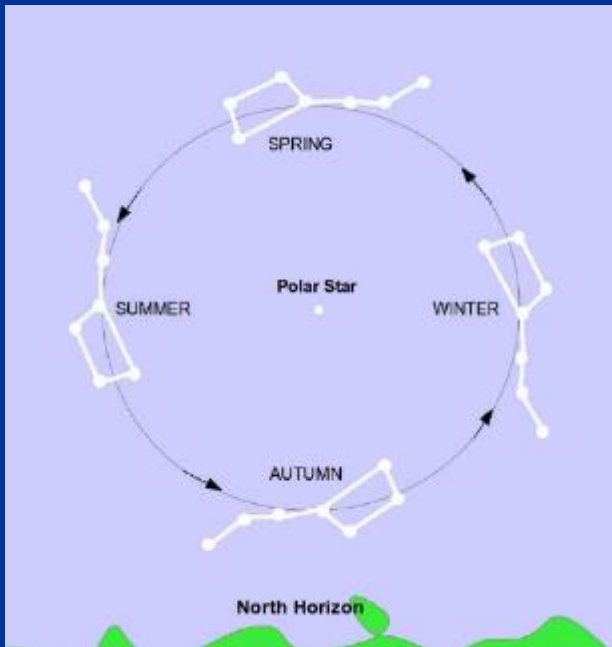 SPRING
Polar Star
SUMMER
WINTER
AUTUMN
North Horizon